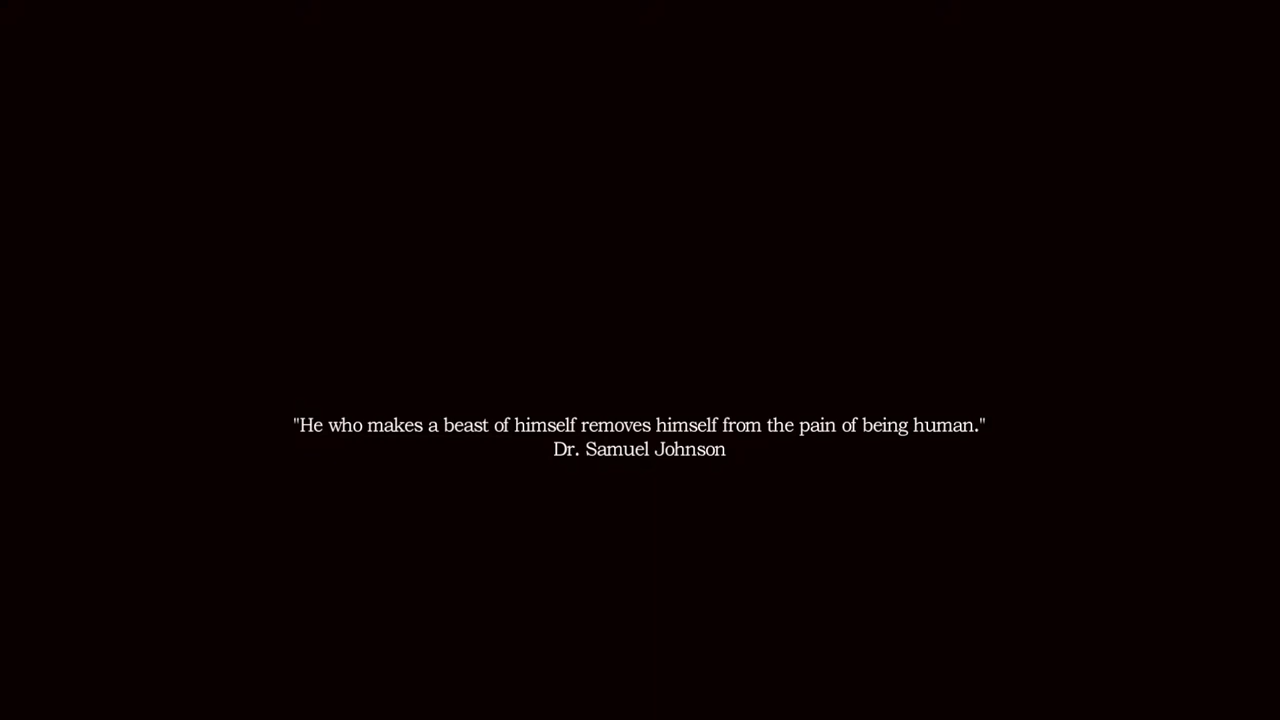 "He who makes a beast of himself removes himself from the pain of being human."
Dr. Samuel Johnson